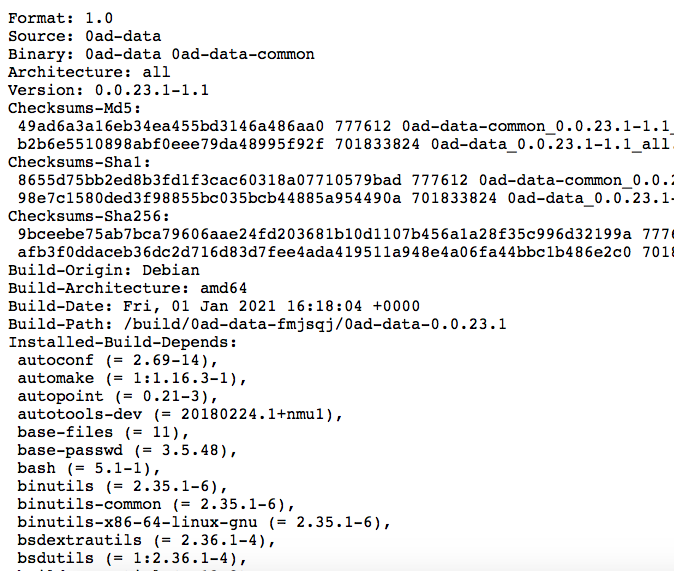 Format: 1.0
Source: 0ad-data
Binary: 0ad-data 0ad-data-common
Architecture: all
Version: 0.0.23.1-1.1
Checksums-Md5:
49ad6a3a16eb34ea455bd3146a486aa0 777612 0ad-data-common_0.0.23.1-1.1_
b2b6e5510898abf0eee79da48995f92f 701833824 0ad-data_0.0.23.1-1.1_all.
Checksums-Sha1:
8655d75bb2ed8b3fd1f3cac60318a07710579bad 777612 0ad-data-common_0.0.2
98e7c1580ded3f98855bc035bcb44885a954490a 701833824 0ad-data_0.0.23.1-
Checksums-Sha256:
9bceebe75ab7bca79606aae24fd203681b10d1107b456a1a28f35c996d32199a 7776
afb3f0ddaceb36dc2d716d83d7fee4ada419511a948e4a06fa44bbc1b486e2c0 7018
Build-Origin: Debian
Build-Architecture: amd64
Build-Date: Fri, 01 Jan 2021 16:18:04 +0000
Build-Path: /build/0ad-data-fmjsqj/0ad-data-0.0.23.1
Installed-Build-Depends:
autoconf (= 2.69-14),
automake (= 1:1.16.3-1),
autopoint (= 0.21-3),
autotools-dev (= 20180224.1+nmu1),
base-files (= 11),
base-passwd (= 3.5.48),
bash (= 5.1-1),
binutils (= 2.35.1-6),
binutils-common (= 2.35.1-6),
binutils-x86-64-linux-gnu (= 2.35.1-6),
bsdextrautils (= 2.36.1-4),
bsdutils (= 1:2.36.1-4),